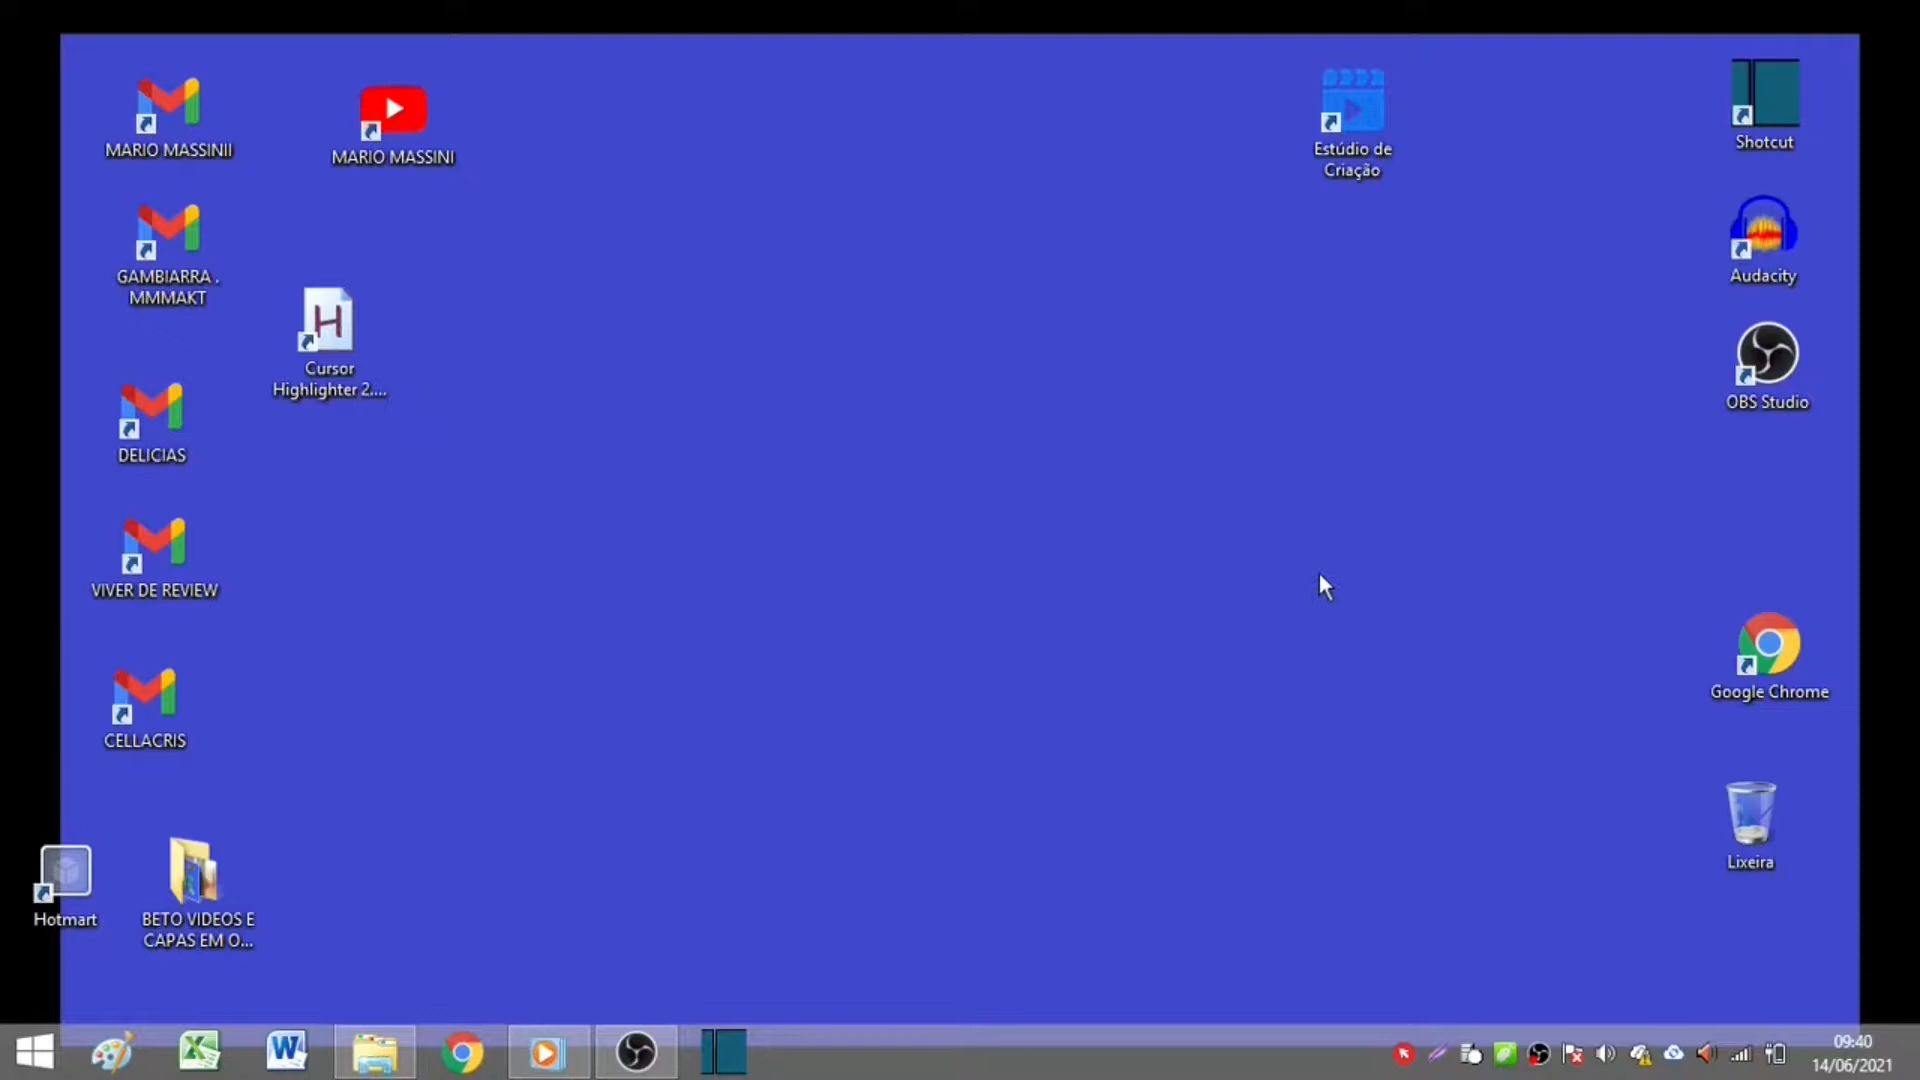 MARIO MASSINII
MARIO MASSINI
Estúdio de
Criação
Shotcut
GAMBIARRA .
MMMAKT
Audacity
Cursor
Highlighter 2....
OBS Studio
DELICIAS
VIVER DE REVIEW
Google Chrome
CELLACRIS
Lixeira
Hotmart
BETO VIDEOS E
CAPAS EM O...
09:40
14/06/2021